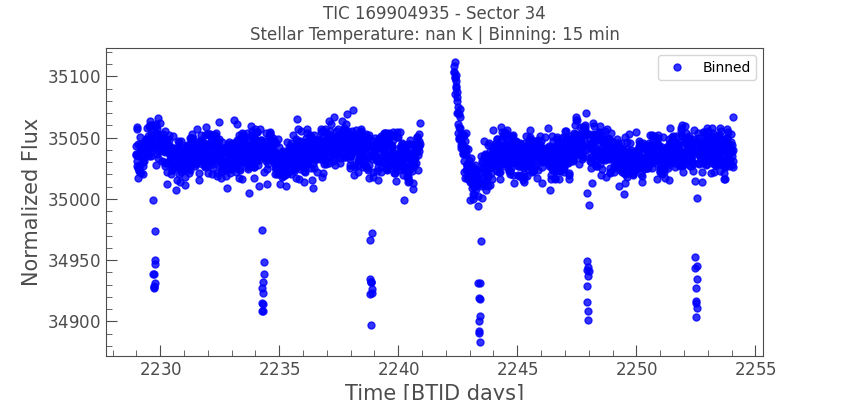 TIC 169904935 - Sector 34
Stellar Temperature: nan K | Binning: 15 min
Normalized Flux
35100
35050
35000
34950
34900
Binned
2230
2235
2240
2245
2250
2255
Time [BTJD days]